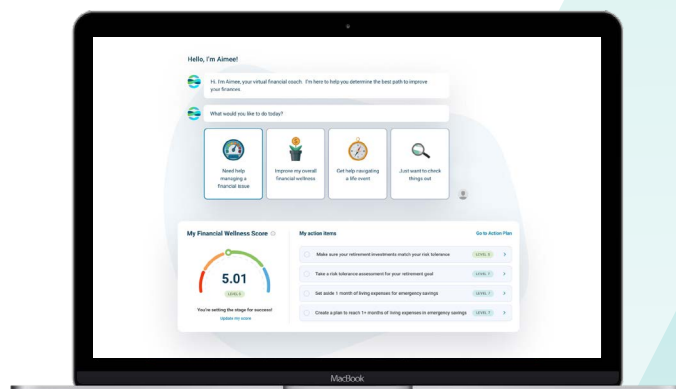 Hello, I'm Aimee!
Hi. I'm Aimee, your virtual financial coach. I'm here to help you determine the best path to improve
your finances.
What would you like to do today?
Need help
managing a
financial issue
Improve my overall
financial wellness
Get help navigating
a life event
Just want to check
things out
My Financial Wellness Score
My action items
Go to Action Plan
Make sure your retirement investments match your risk tolerance
Take a risk tolerance assessment for your retirement goal
Set aside 1 month of living expenses for emergency savings
LEVEL 7
Create a plan to reach 1+ months of living expenses in emergency savings
LEVEL 7
5.01
You're setting the stage for success!
Update my score
MacBook